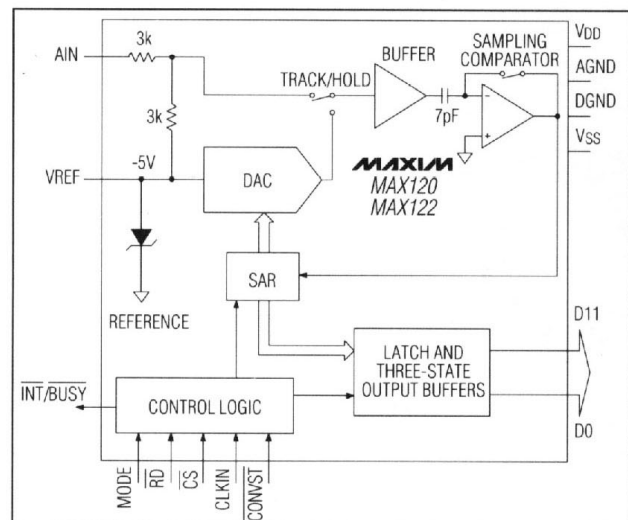 AIN
3k
BUFFER
SAMPLING
COMPARATOR
VDD
AGND
DGND
VSS
TRACK/HOLD
3k
7pF
-
+
VREF
-5V
DAC
MAXIM
MAX120
MAX122
SAR
REFERENCE
D11
LATCH AND
THREE-STATE
OUTPUT BUFFERS
INT/BUSY
CONTROL LOGIC
D0
MODE
RD
CS
CLKIN
CONVST